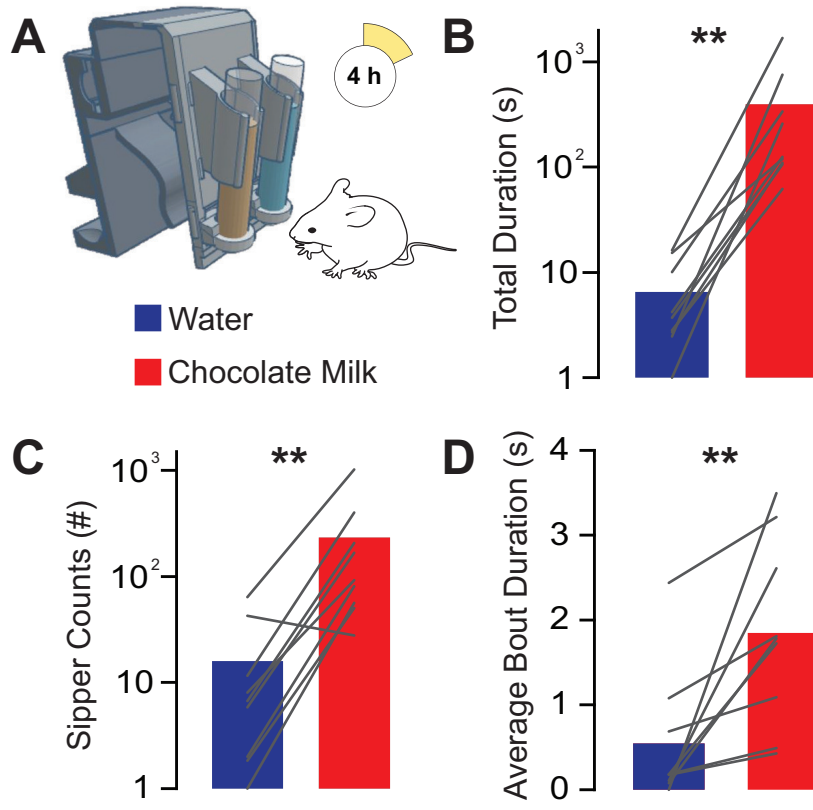 A
4 h
Water
Chocolate Milk
B
**
Total Duration (s)
10³
10²
10
1
C
**
Sipper Counts (#)
10³
10²
10
1
D
**
Average Bout Duration (s)
4
3
2
1
0